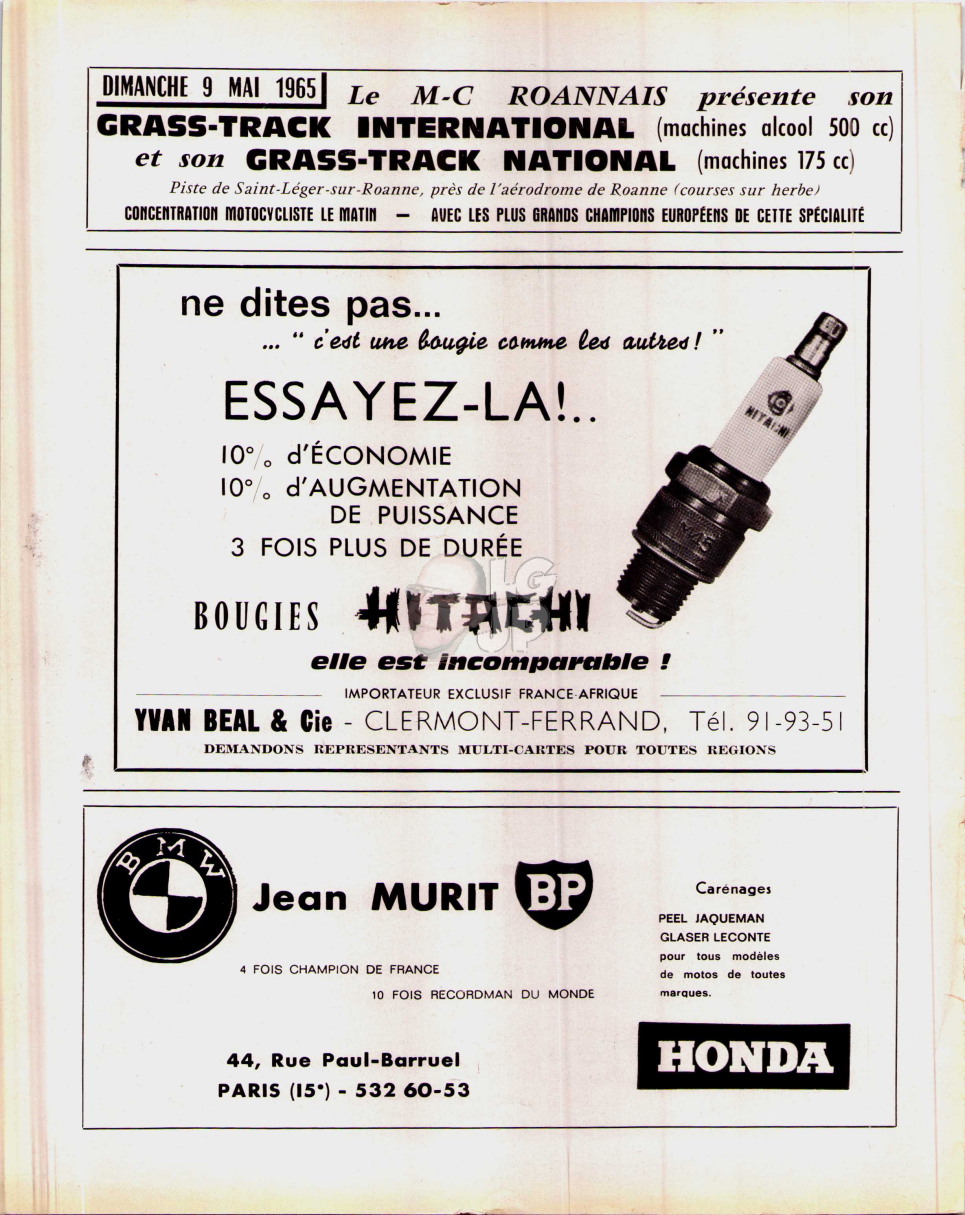 DIMANCHE 9 MAI 1965
Le M-C ROANNAIS présente son
GRASS-TRACK INTERNATIONAL (machines alcool 500 cc)
et son GRASS-TRACK NATIONAL (machines 175 cc)
Piste de Saint-Léger-sur-Roanne, près de l'aérodrome de Roanne (courses sur herbe)
CONCENTRATION MOTOCYCLISTE LE MATIN — AVEC LES PLUS GRANDS CHAMPIONS EUROPÉENS DE CETTE SPÉCIALITÉ
ne dites pas...
... " c'est une bougie comme les autres! "
ESSAYEZ-LA!..
10% d'ÉCONOMIE
10% d'AUGMENTATION
DE PUISSANCE
3 FOIS PLUS DE DURÉE
HITACHI
M45
LG
UP
BOUGIES HITACHI
elle est incomparable !
IMPORTATEUR EXCLUSIF FRANCE-AFRIQUE
YVAN BEAL & Cie - CLERMONT-FERRAND, Tél. 91-93-51
DEMANDONS REPRESENTANTS MULTI-CARTES POUR TOUTES REGIONS
BMW
Jean MURIT BP
4 FOIS CHAMPION DE FRANCE
10 FOIS RECORDMAN DU MONDE
44, Rue Paul-Barruel
PARIS (15°) - 532 60-53
Carénages
PEEL JAQUEMAN
GLASER LECONTE
pour tous modèles
de motos de toutes
marques.
HONDA